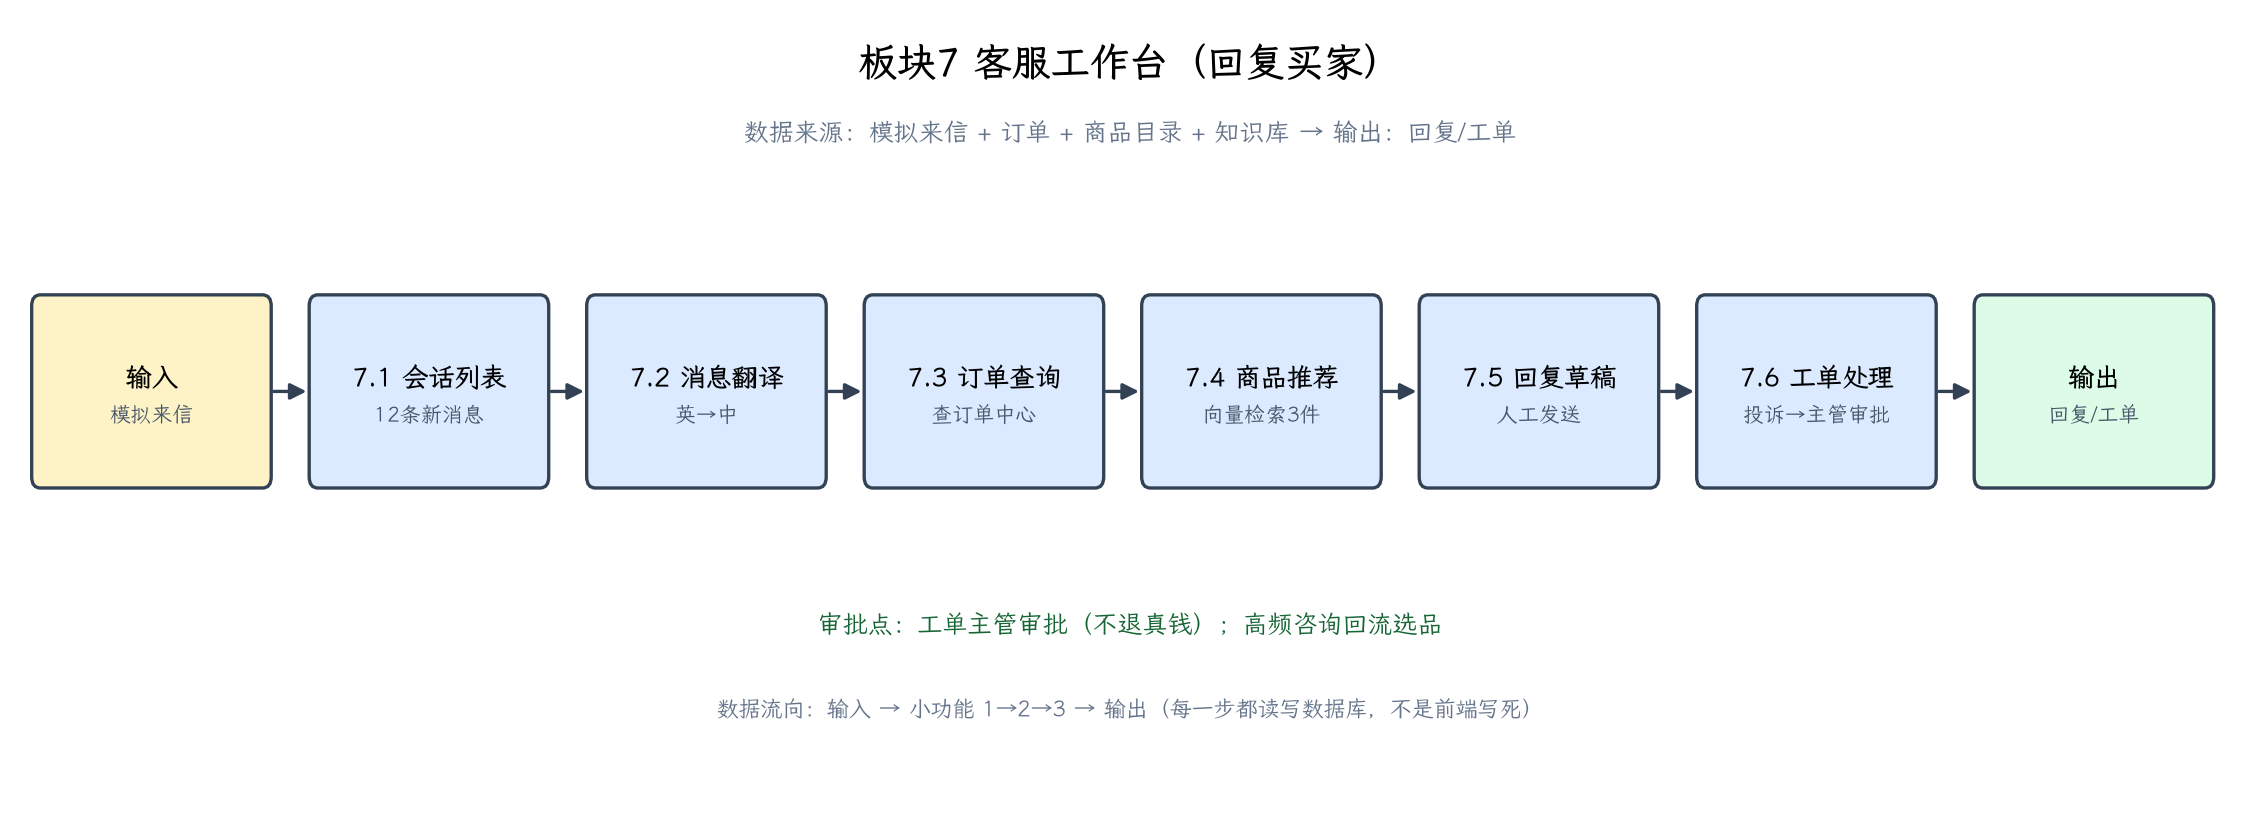 板块7 客服工作台（回复买家）
数据来源：模拟来信 + 订单 + 商品目录 + 知识库 → 输出：回复/工单
输入
模拟来信
7.1 会话列表
12条新消息
7.2 消息翻译
英→中
7.3 订单查询
查订单中心
7.4 商品推荐
向量检索3件
7.5 回复草稿
人工发送
7.6 工单处理
投诉→主管审批
输出
回复/工单
审批点：工单主管审批（不退真钱）；高频咨询回流选品
数据流向：输入 → 小功能 1→2→3 → 输出（每一步都读写数据库，不是前端写死）